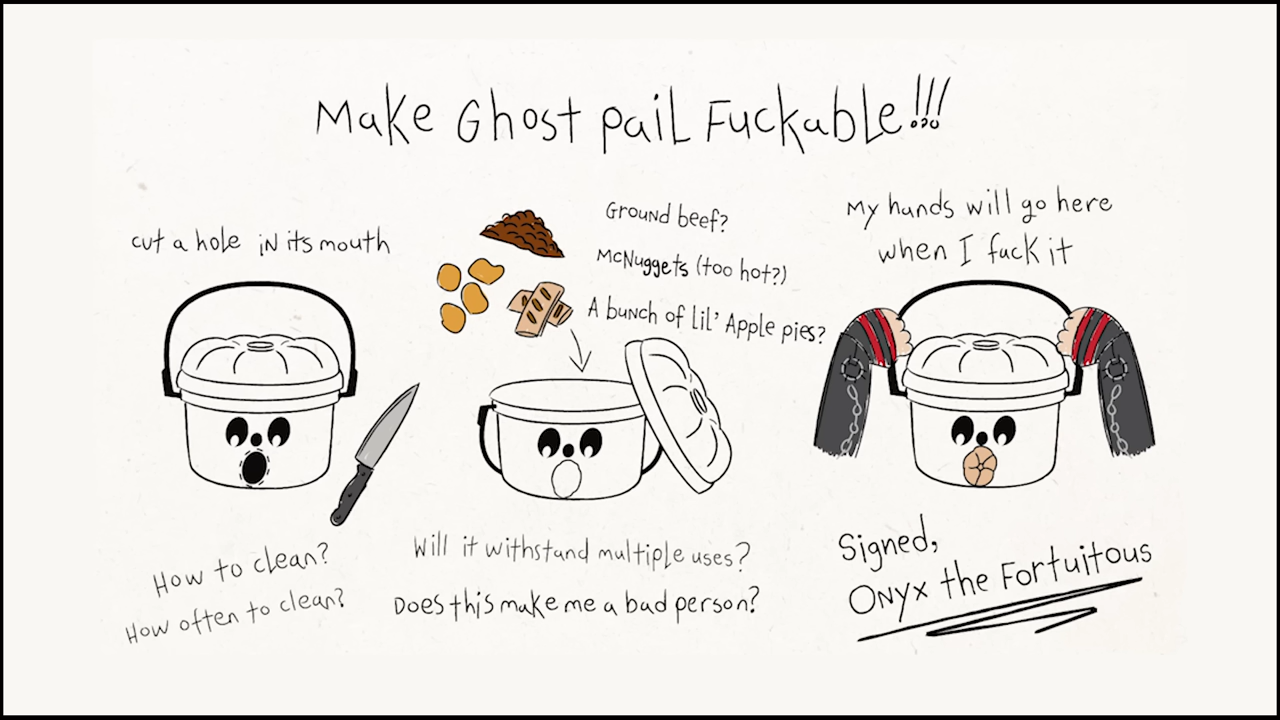 Make Ghost pail Fuckable!!!
cut a hole in its mouth
Ground beef?
McNuggets (too hot?)
A bunch of lil' Apple pies?
My hands will go here
when I fuck it
How to clean?
How often to clean?
Will it withstand multiple uses?
Does this make me a bad person?
Signed,
Onyx the Fortuitous